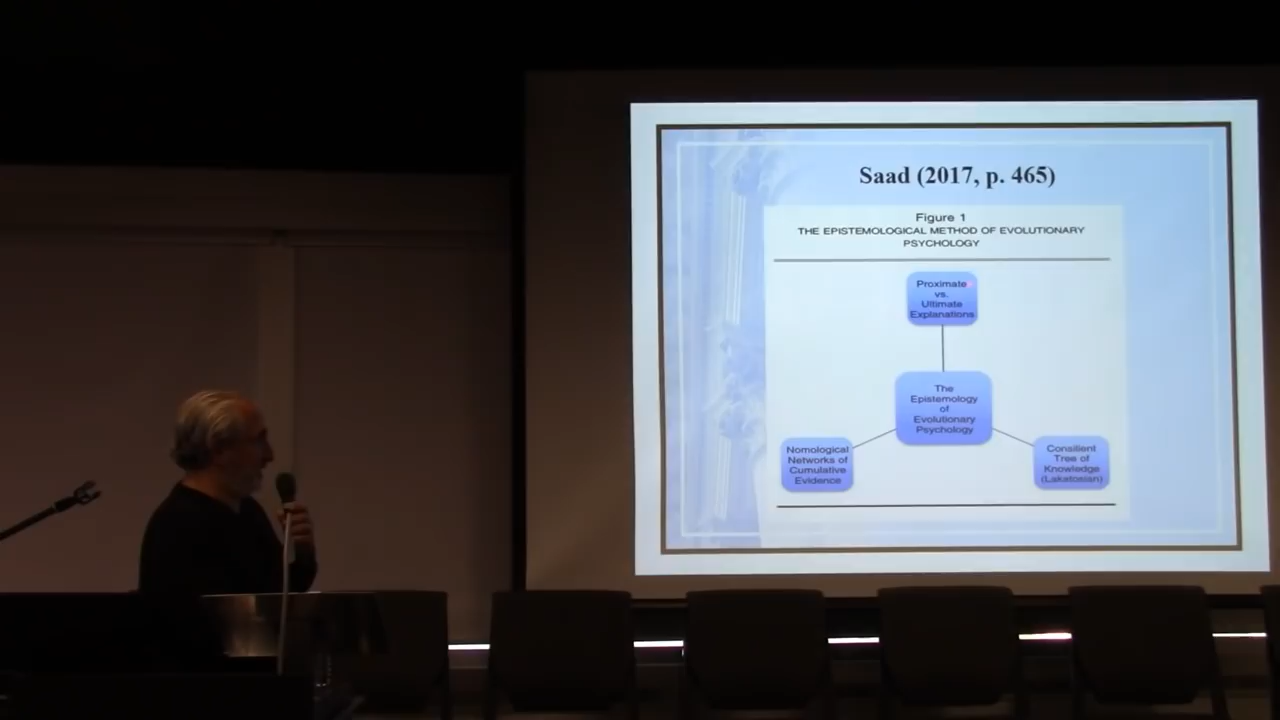 Saad (2017, p. 465)
Figure 1
THE EPISTEMOLOGICAL METHOD OF EVOLUTIONARY
PSYCHOLOGY
Proximate
vs.
Ultimate
Explanations
The
Epistemology
of
Evolutionary
Psychology
Nomological
Networks of
Cumulative
Evidence
Consilient
Tree of
Knowledge
(Lakatosian)